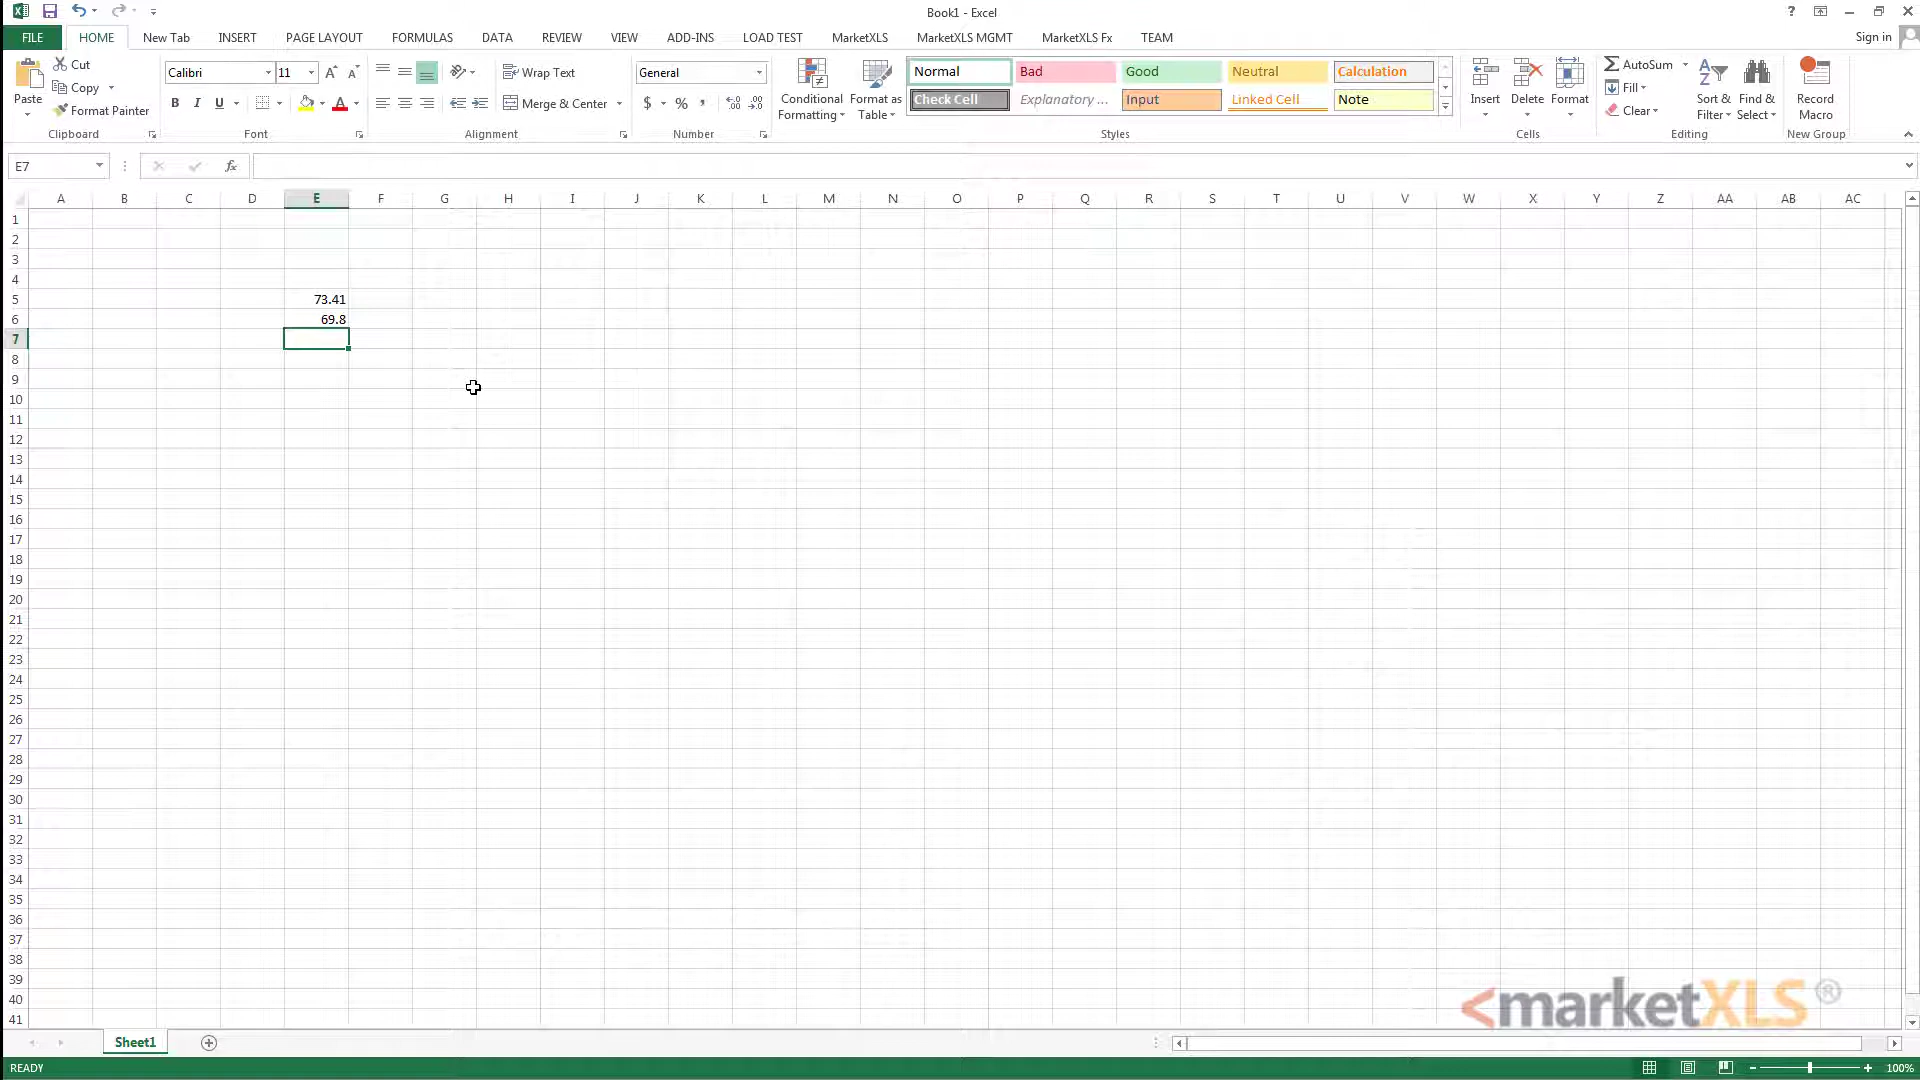 Book1 - Excel
?
FILE HOME New Tab INSERT PAGE LAYOUT FORMULAS DATA REVIEW VIEW ADD-INS LOAD TEST MarketXLS MarketXLS MGMT MarketXLS Fx TEAM Sign in
Paste
Cut
Copy
Format Painter
Clipboard
Calibri 11
B I U
Font
Wrap Text
Merge & Center
Alignment
General
$ % ,
Number
Conditional Formatting
Format as Table
Normal Bad Good Neutral Calculation
Check Cell Explanatory ... Input Linked Cell Note
Styles
Insert Delete Format
Cells
AutoSum
Fill
Clear
Sort & Filter
Find & Select
Editing
Record Macro
New Group
E7 fx
A B C D E F G H I J K L M N O P Q R S T U V W X Y Z AA AB AC
1
2
3
4
5 73.41
6 69.8
7
8
9
10
11
12
13
14
15
16
17
18
19
20
21
22
23
24
25
26
27
28
29
30
31
32
33
34
35
36
37
38
39
40
41
<marketXLS®
Sheet1
READY 100%